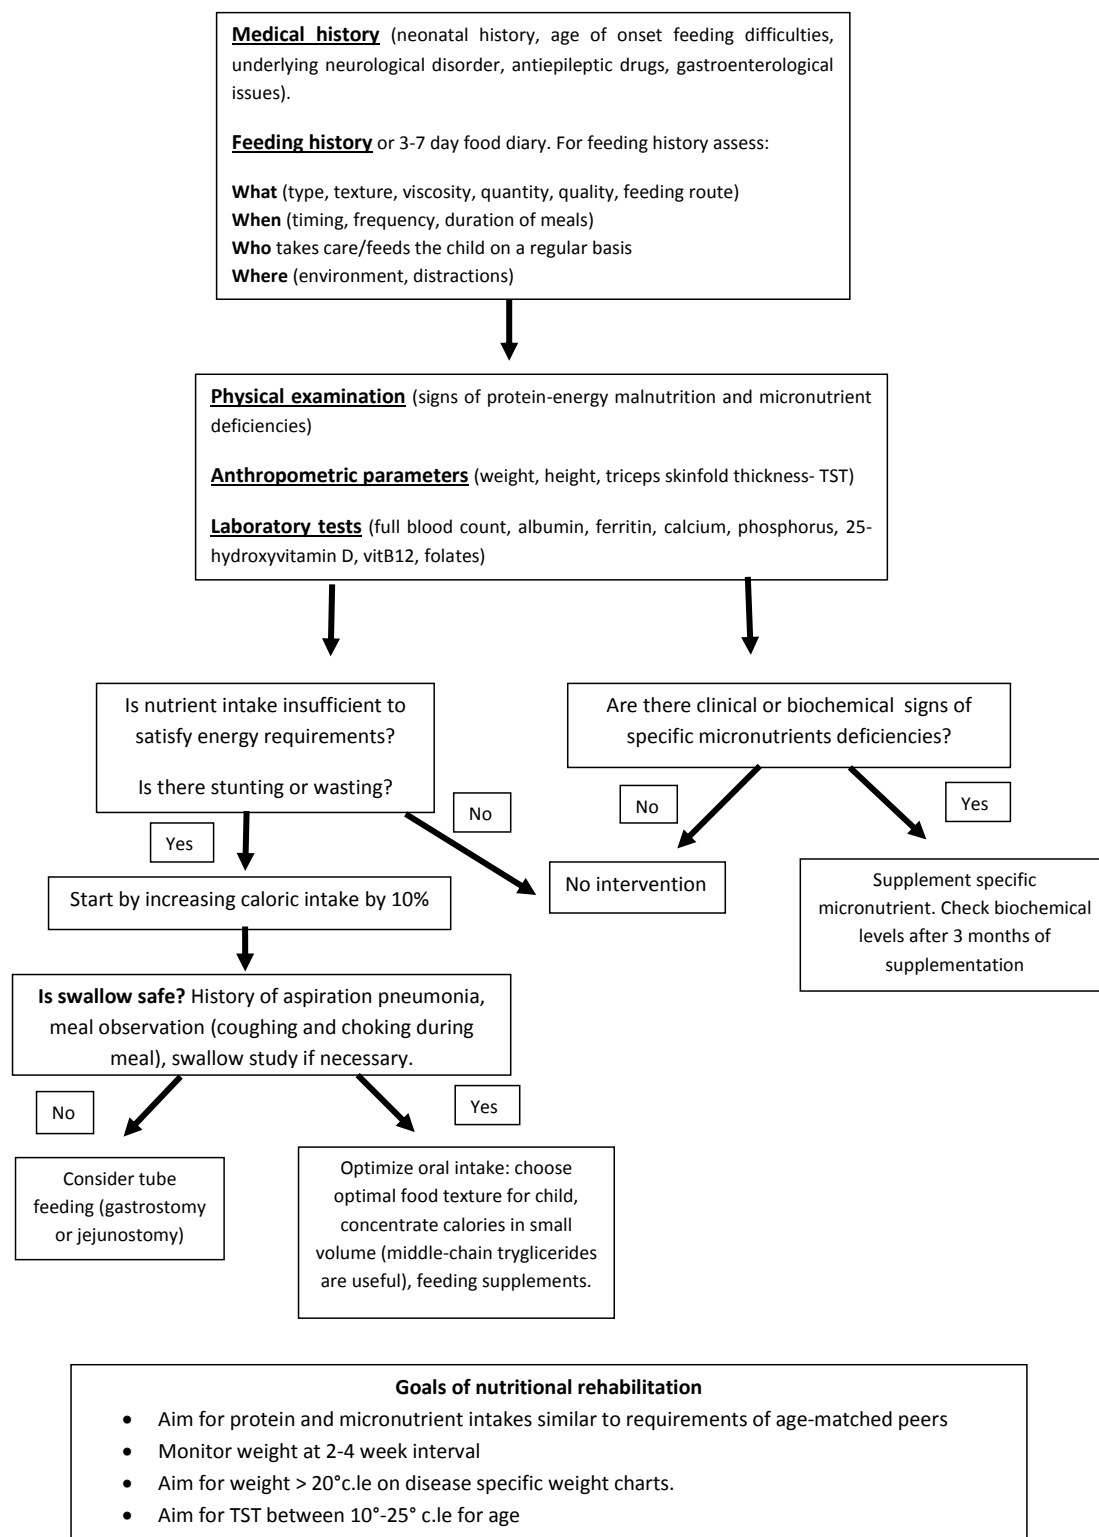 Medical history (neonatal history, age of onset feeding difficulties,
underlying neurological disorder, antiepileptic drugs, gastroenterological
issues).
Feeding history or 3-7 day food diary. For feeding history assess:
What (type, texture, viscosity, quantity, quality, feeding route)
When (timing, frequency, duration of meals)
Who takes care/feeds the child on a regular basis
Where (environment, distractions)
Physical examination (signs of protein-energy malnutrition and micronutrient
deficiencies)
Anthropometric parameters (weight, height, triceps skinfold thickness- TST)
Laboratory tests (full blood count, albumin, ferritin, calcium, phosphorus, 25-
hydroxyvitamin D, vitB12, folates)
Is nutrient intake insufficient to
satisfy energy requirements?
Is there stunting or wasting?
Are there clinical or biochemical signs of
specific micronutrients deficiencies?
Yes
No
No
Yes
Start by increasing caloric intake by 10%
No intervention
Supplement specific
micronutrient. Check biochemical
levels after 3 months of
supplementation
Is swallow safe? History of aspiration pneumonia,
meal observation (coughing and choking during
meal), swallow study if necessary.
No
Yes
Consider tube
feeding (gastrostomy
or jejunostomy)
Optimize oral intake: choose
optimal food texture for child,
concentrate calories in small
volume (middle-chain tryglicerides
are useful), feeding supplements.
Goals of nutritional rehabilitation
• Aim for protein and micronutrient intakes similar to requirements of age-matched peers
• Monitor weight at 2-4 week interval
• Aim for weight > 20°c.le on disease specific weight charts.
• Aim for TST between 10°-25° c.le for age